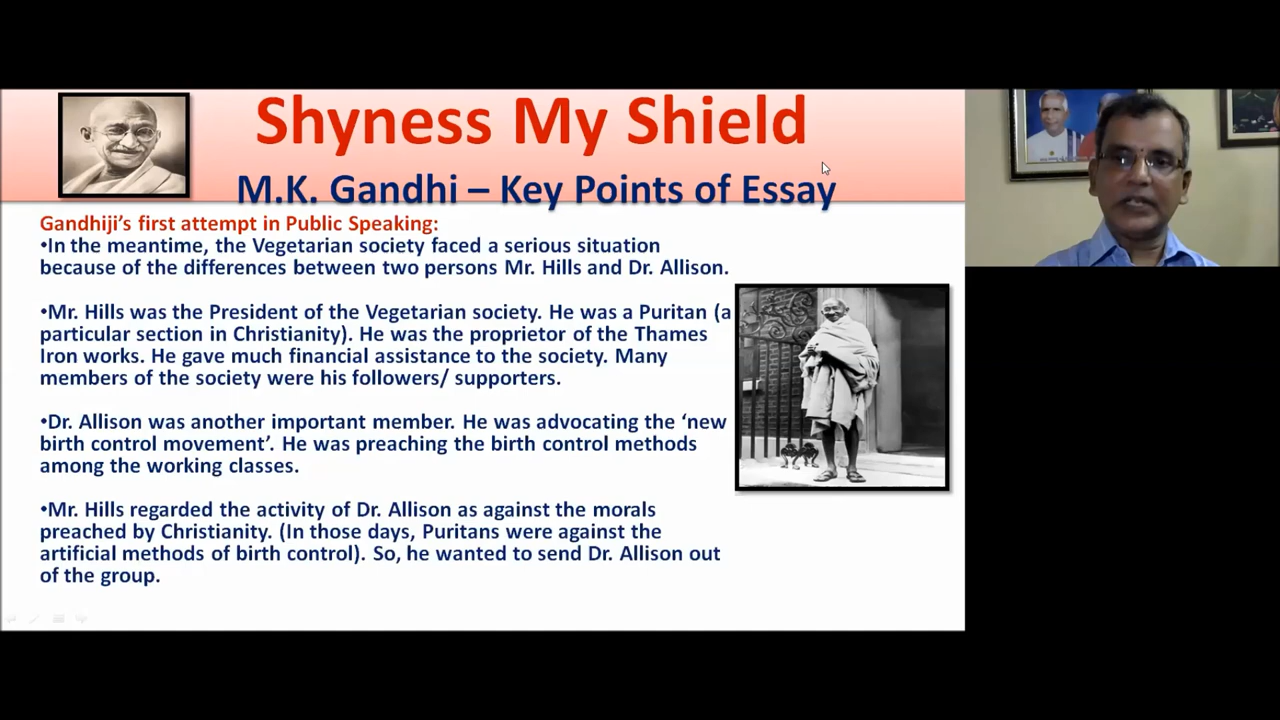 Shyness My Shield
M.K. Gandhi – Key Points of Essay
Gandhiji's first attempt in Public Speaking:
•In the meantime, the Vegetarian society faced a serious situation
because of the differences between two persons Mr. Hills and Dr. Allison.
•Mr. Hills was the President of the Vegetarian society. He was a Puritan (a
particular section in Christianity). He was the proprietor of the Thames
Iron works. He gave much financial assistance to the society. Many
members of the society were his followers/ supporters.
•Dr. Allison was another important member. He was advocating the 'new
birth control movement'. He was preaching the birth control methods
among the working classes.
•Mr. Hills regarded the activity of Dr. Allison as against the morals
preached by Christianity. (In those days, Puritans were against the
artificial methods of birth control). So, he wanted to send Dr. Allison out
of the group.